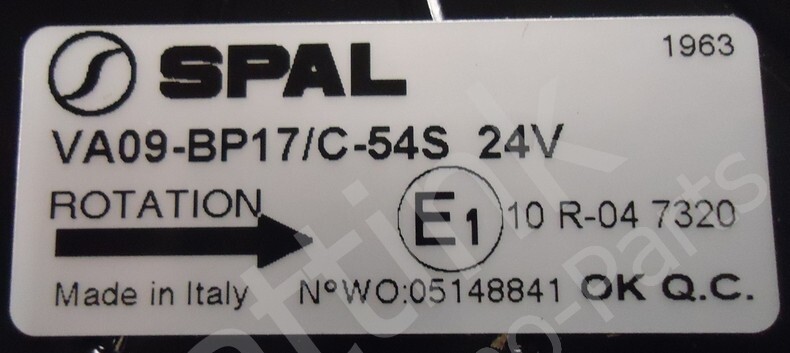 SPAL 1963
VA09-BP17/C-54S 24V
ROTATION E1 10 R-04 7320
Made in Italy N°WO:05148841 OK Q.C.